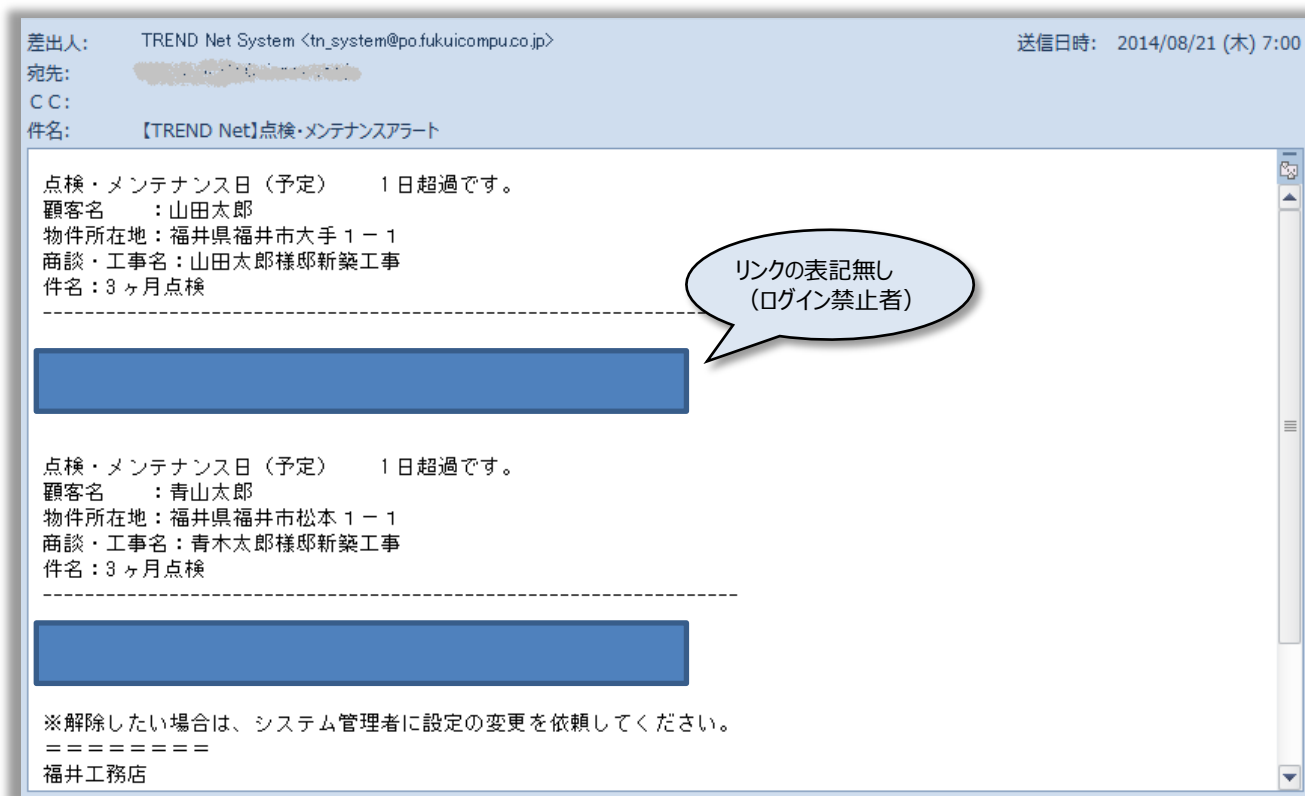 差出人: TREND Net System <tn_system@po.fukuicompu.co.jp> 送信日時: 2014/08/21 (木) 7:00
宛先:
CC:
件名: 【TREND Net】点検・メンテナンスアラート
点検・メンテナンス日（予定）　　１日超過です。
顧客名　　：山田太郎
物件所在地：福井県福井市大手１－１
商談・工事名：山田太郎様邸新築工事
件名：３ヶ月点検
------------------------------------------------------------------
リンクの表記無し
（ログイン禁止者）
点検・メンテナンス日（予定）　　１日超過です。
顧客名　　：青山太郎
物件所在地：福井県福井市松本１－１
商談・工事名：青木太郎様邸新築工事
件名：３ヶ月点検
------------------------------------------------------------------
※解除したい場合は、システム管理者に設定の変更を依頼してください。
＝＝＝＝＝＝＝＝
福井工務店